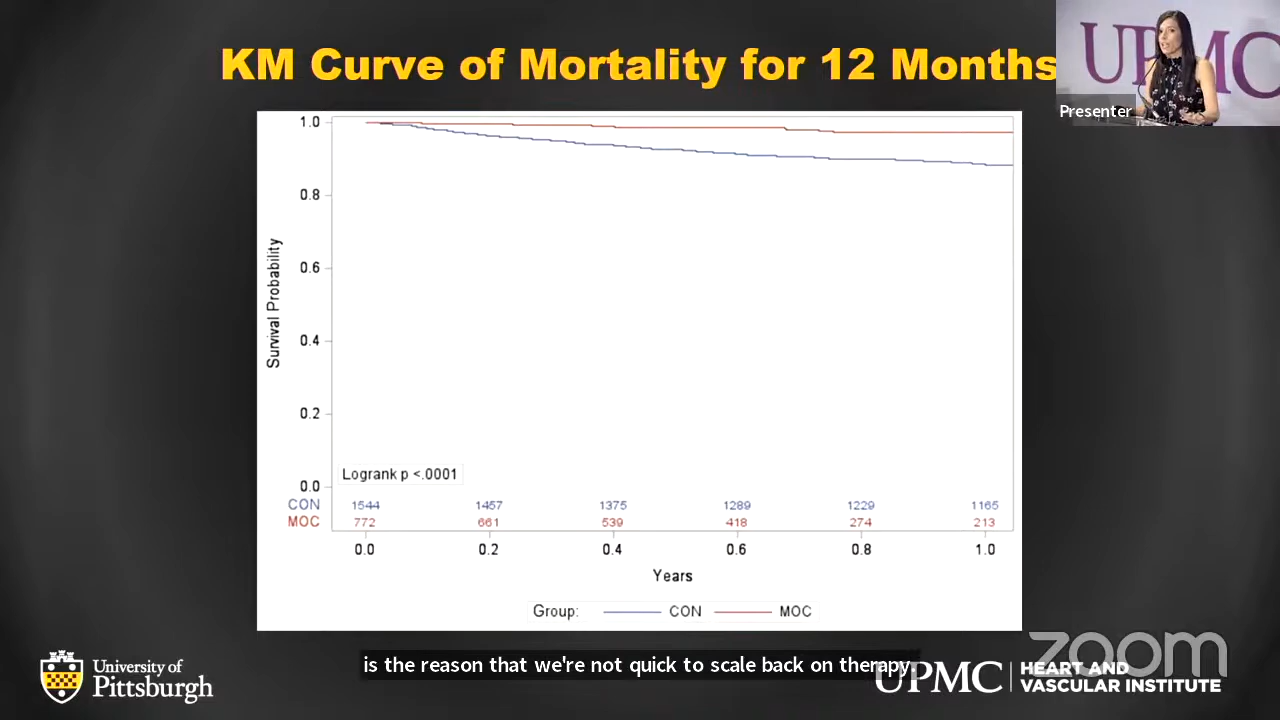 KM Curve of Mortality for 12 Months
UPMC
Presenter
1.0
0.8
0.6
0.4
0.2
0.0
Survival Probability
Logrank p <.0001
CON 1544 1457 1375 1289 1229 1165
MOC 772 661 539 418 274 213
0.0 0.2 0.4 0.6 0.8 1.0
Years
Group: CON MOC
is the reason that we're not quick to scale back on therapy,
zoom
University of
Pittsburgh
UPMC
HEART AND
VASCULAR INSTITUTE